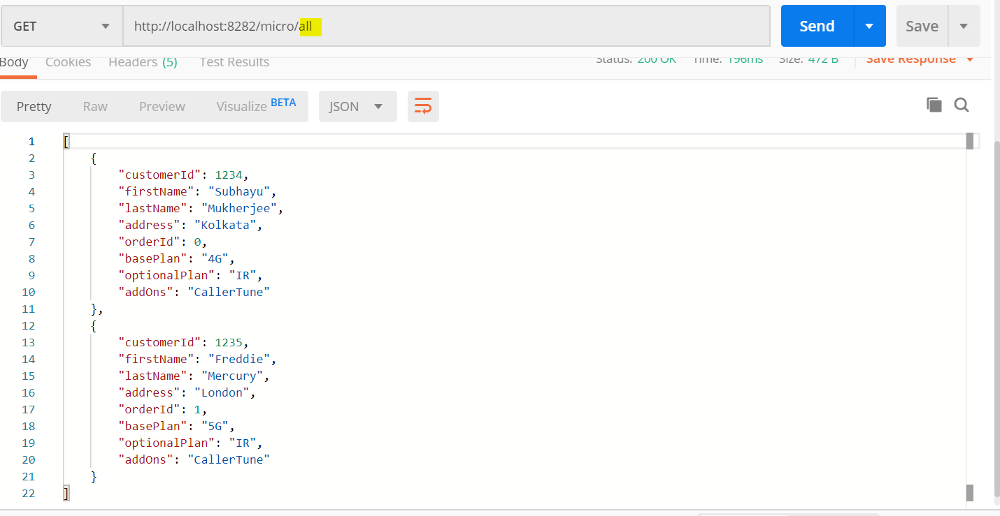 GET http://localhost:8282/micro/all Send Save
Body Cookies Headers (5) Test Results Status: 200 OK Time: 196ms Size: 472 B Save Response
Pretty Raw Preview Visualize BETA JSON
1 [
2 {
3 "customerId": 1234,
4 "firstName": "Subhayu",
5 "lastName": "Mukherjee",
6 "address": "Kolkata",
7 "orderId": 0,
8 "basePlan": "4G",
9 "optionalPlan": "IR",
10 "addOns": "CallerTune"
11 },
12 {
13 "customerId": 1235,
14 "firstName": "Freddie",
15 "lastName": "Mercury",
16 "address": "London",
17 "orderId": 1,
18 "basePlan": "5G",
19 "optionalPlan": "IR",
20 "addOns": "CallerTune"
21 }
22 ]